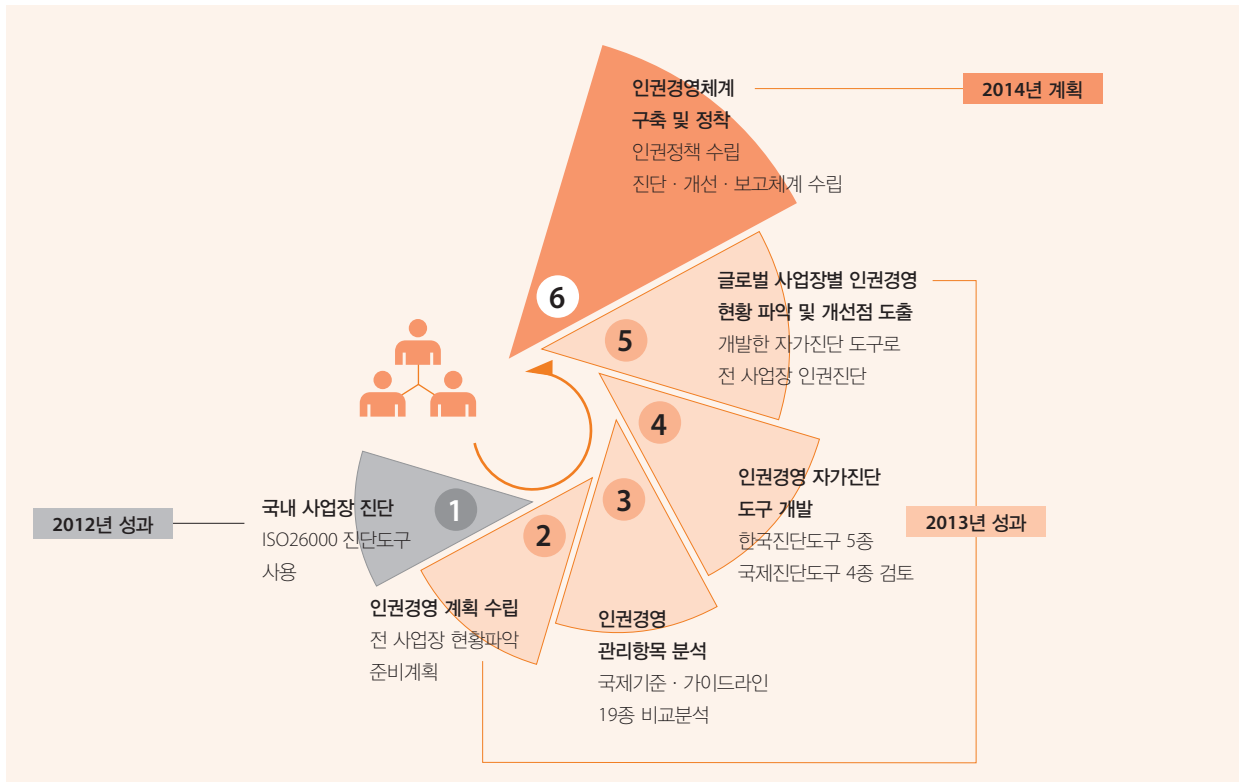 2012년 성과
1
국내 사업장 진단
ISO26000 진단도구
사용
2
인권경영 계획 수립
전 사업장 현황파악
준비계획
3
인권경영
관리항목 분석
국제기준 · 가이드라인
19종 비교분석
4
인권경영 자가진단
도구 개발
한국진단도구 5종
국제진단도구 4종 검토
2013년 성과
5
글로벌 사업장별 인권경영
현황 파악 및 개선점 도출
개발한 자가진단 도구로
전 사업장 인권진단
6
인권경영체계
구축 및 정착
인권정책 수립
진단 · 개선 · 보고체계 수립
2014년 계획